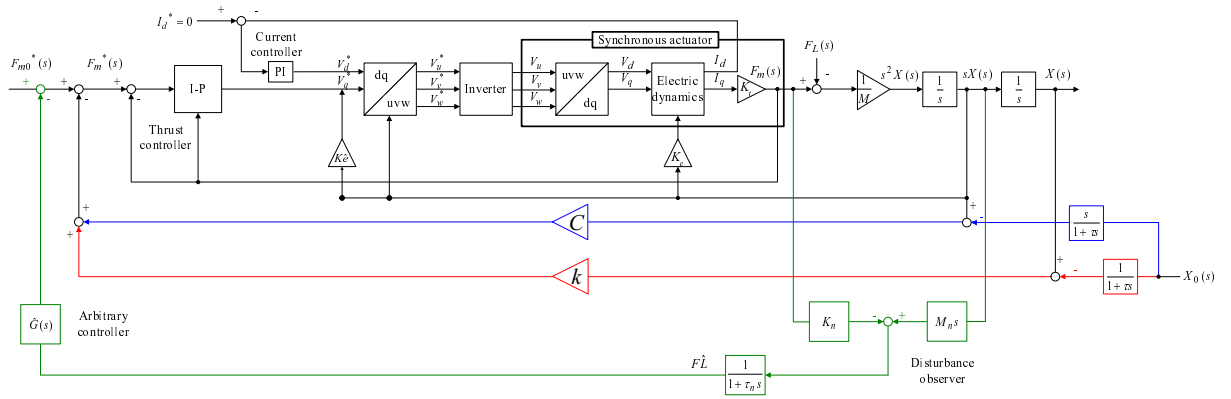 I_d^* = 0
+ -
Current
controller
PI
F_{m0}^*(s)
+ -
F_m^*(s)
+ -
+ -
I-P
Thrust
controller
V_d^*
V_q^*
dq
uvw
V_u^*
V_v^*
V_w^*
Inverter
Synchronous actuator
V_u
V_v
V_w
uvw
dq
V_d
V_q
Electric
dynamics
I_d
I_q
K_t
F_m(s)
F_L(s)
+ -
1/M
s^2 X(s)
1/s
sX(s)
1/s
X(s)
Kê
K_e
+
+
C
+ -
s/(1+τs)
k
+ -
1/(1+τs)
X_0(s)
Ĝ(s)
Arbitrary
controller
K_n
- +
M_n s
FL̂
1/(1+τ_n s)
Disturbance
observer